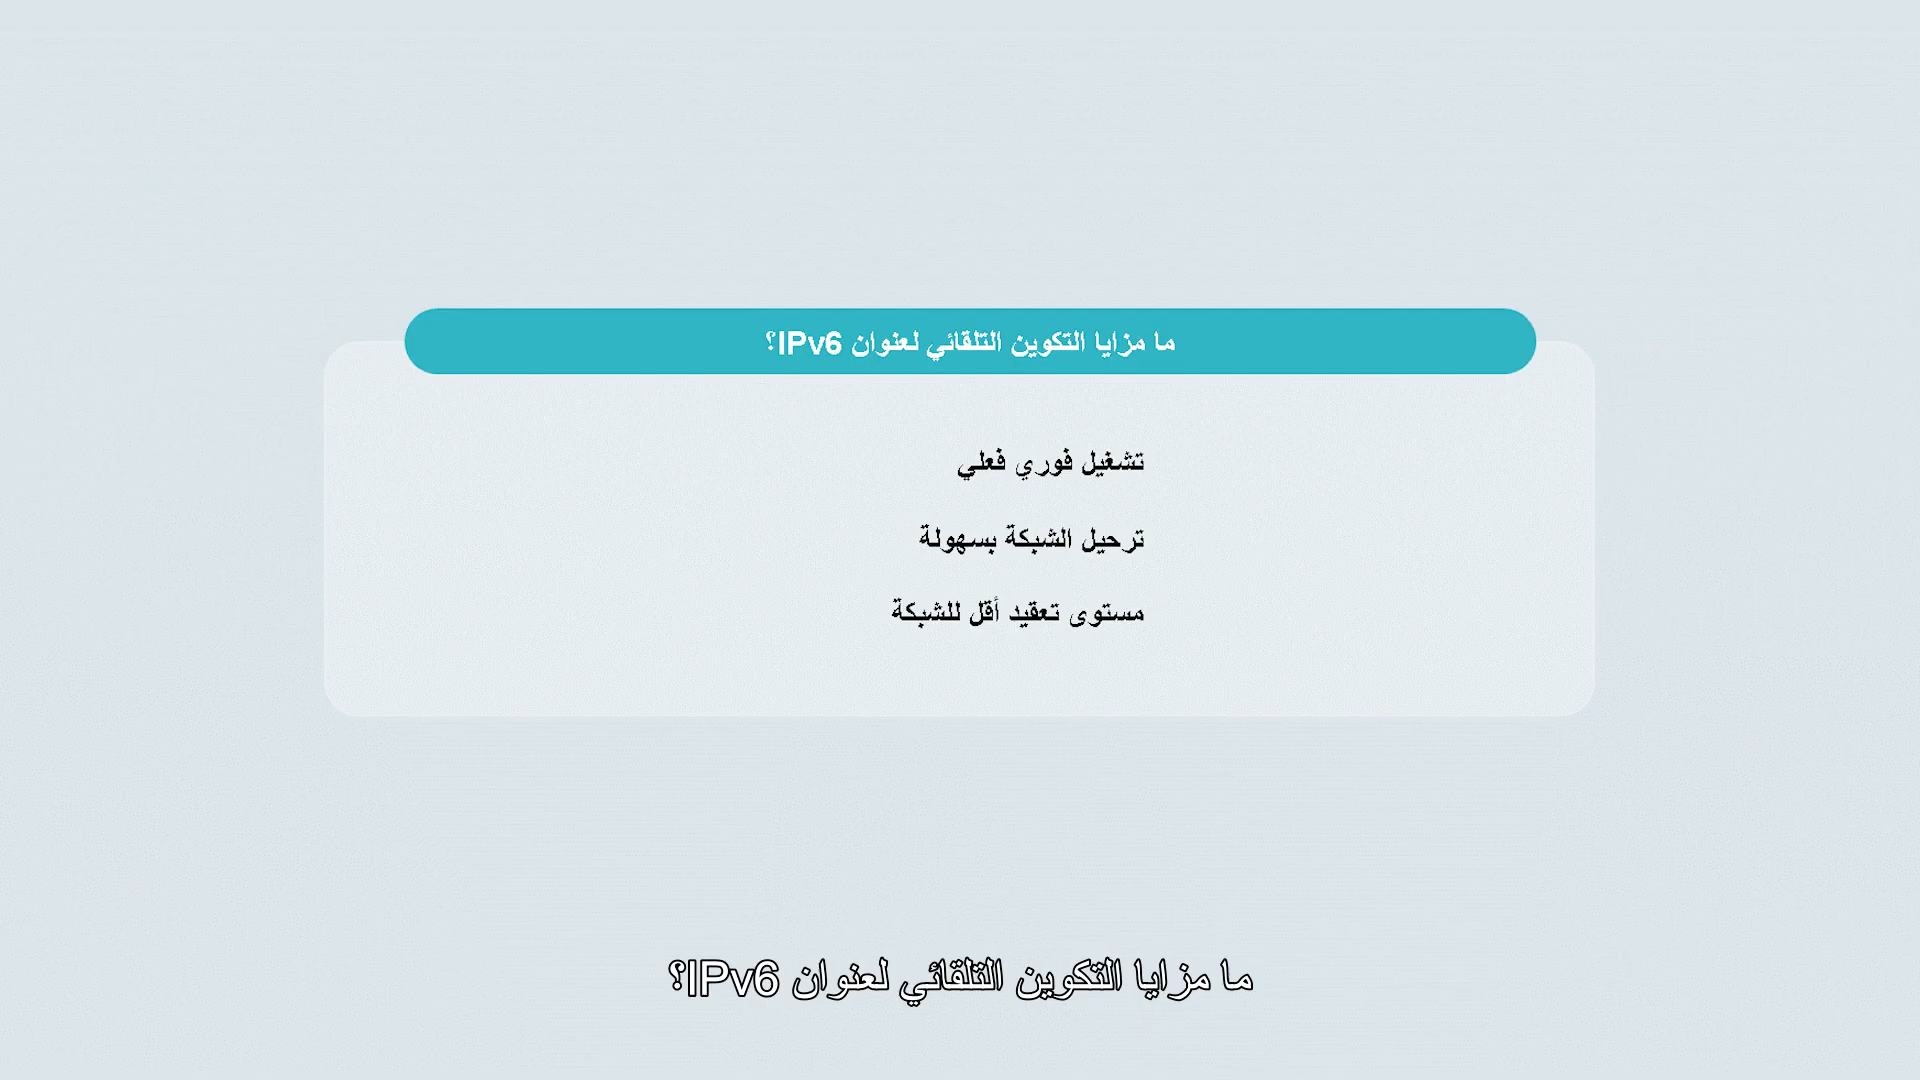 ما مزايا التكوين التلقائي لعنوان IPv6؟
تشغيل فوري فعلي
ترحيل الشبكة بسهولة
مستوى تعقيد أقل للشبكة
ما مزايا التكوين التلقائي لعنوان IPv6؟